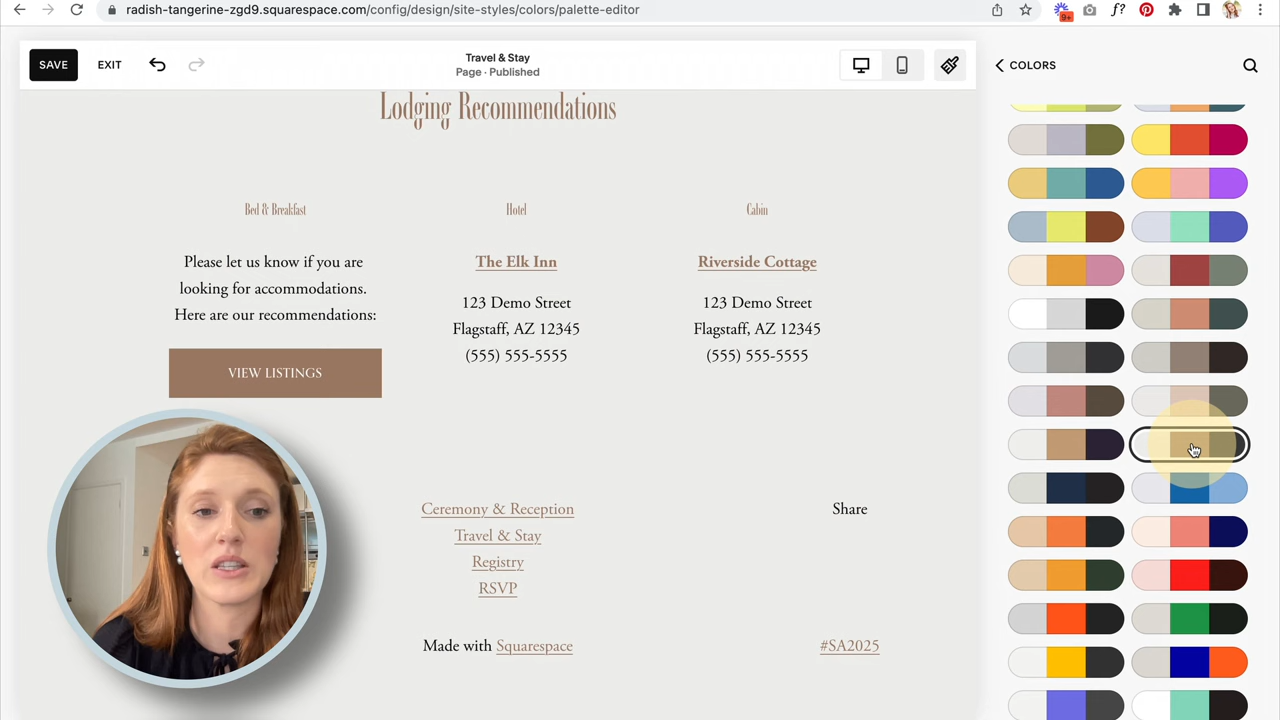 radish-tangerine-zgd9.squarespace.com/config/design/site-styles/colors/palette-editor
9+
f?
SAVE
EXIT
Travel & Stay
Page · Published
COLORS
Lodging Recommendations
Bed & Breakfast
Please let us know if you are
looking for accommodations.
Here are our recommendations:
VIEW LISTINGS
Hotel
The Elk Inn
123 Demo Street
Flagstaff, AZ 12345
(555) 555-5555
Cabin
Riverside Cottage
123 Demo Street
Flagstaff, AZ 12345
(555) 555-5555
Ceremony & Reception
Travel & Stay
Registry
RSVP
Share
Made with Squarespace
#SA2025